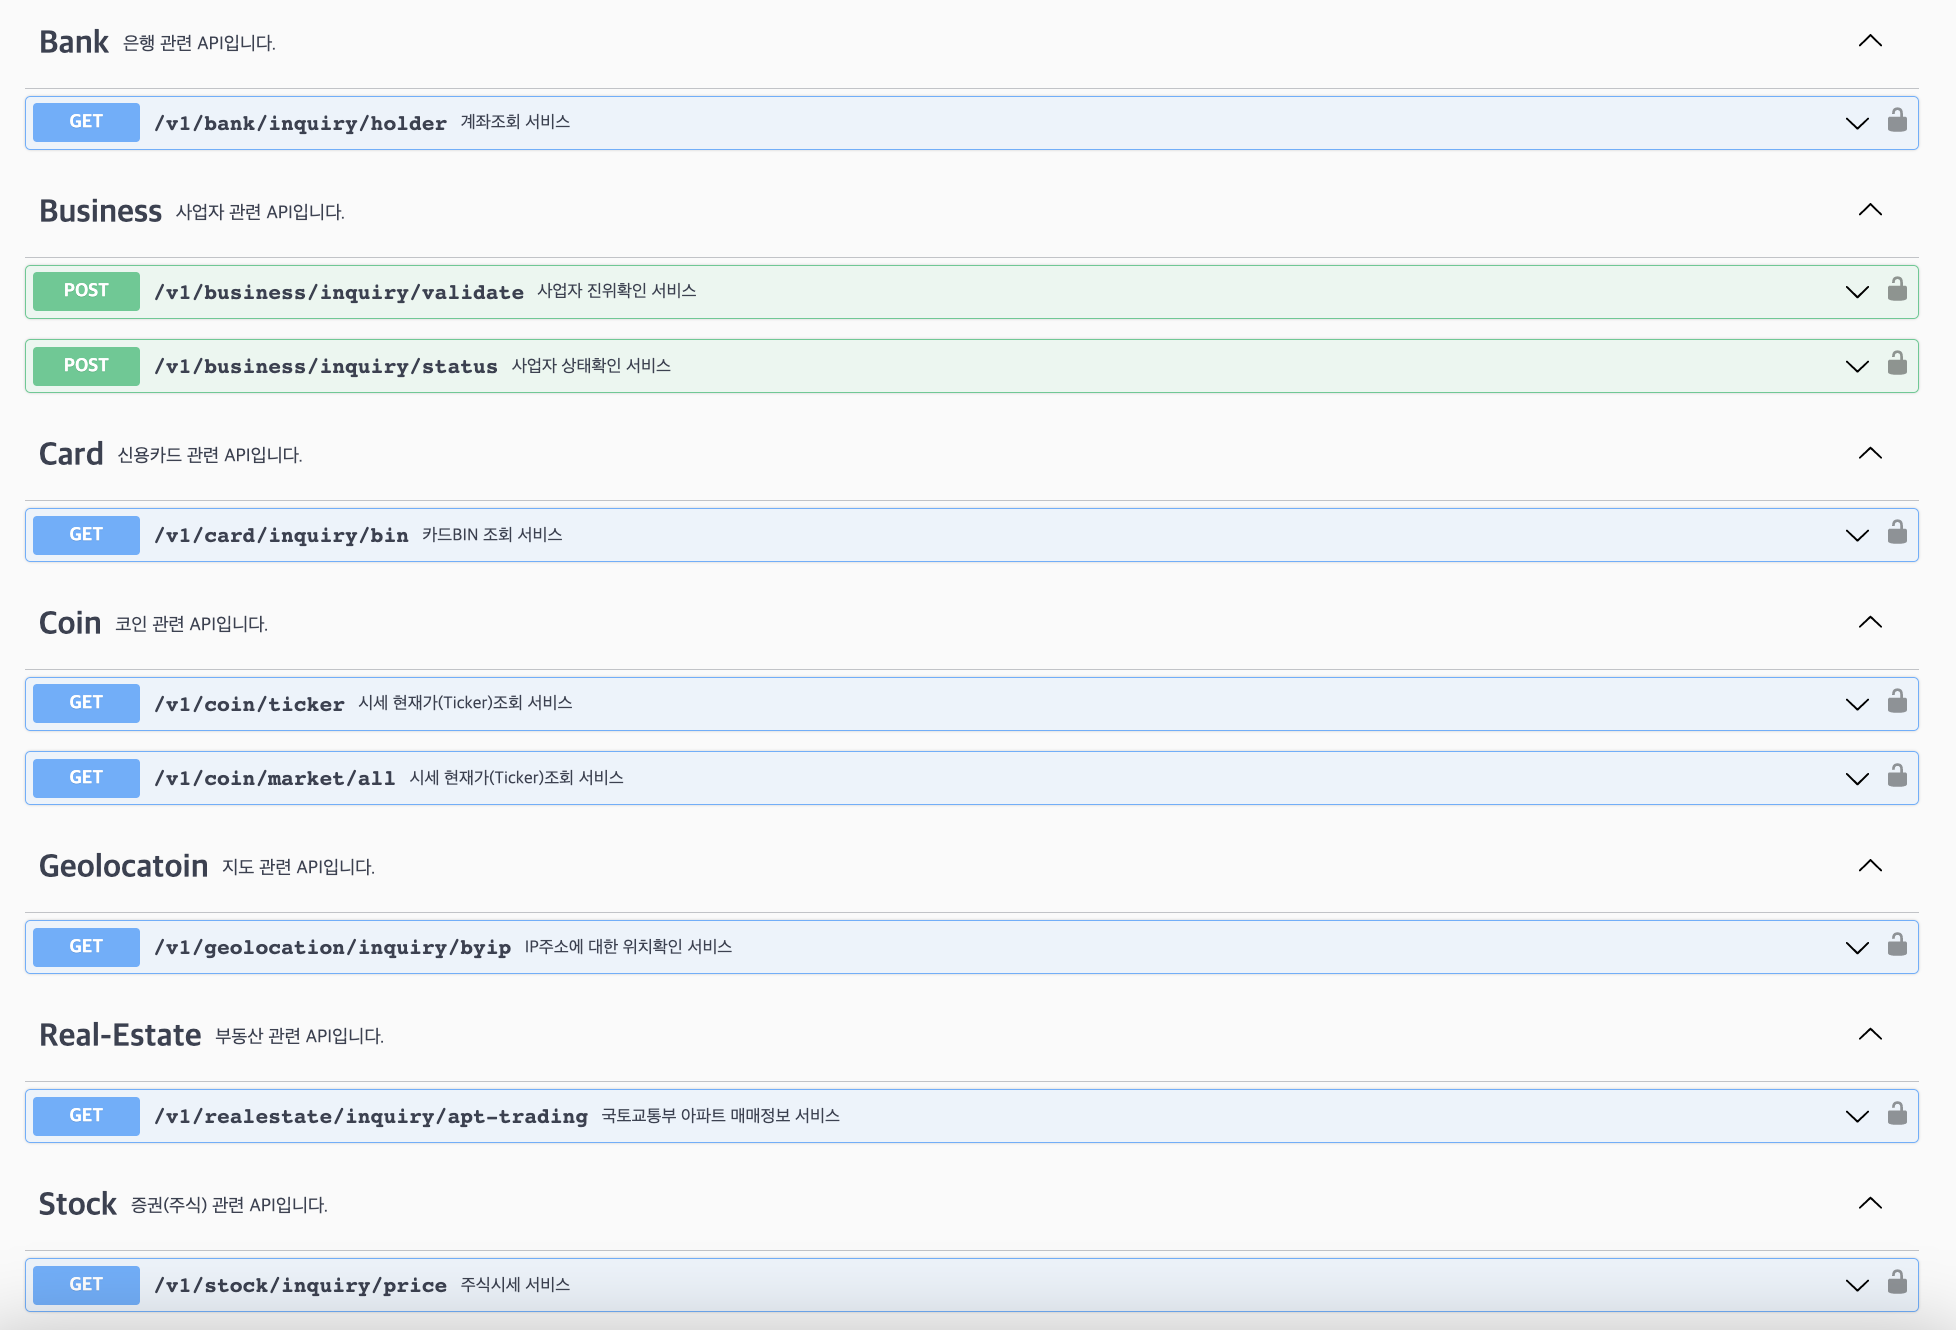 Bank 은행 관련 API입니다.
GET /v1/bank/inquiry/holder 계좌조회 서비스
Business 사업자 관련 API입니다.
POST /v1/business/inquiry/validate 사업자 진위확인 서비스
POST /v1/business/inquiry/status 사업자 상태확인 서비스
Card 신용카드 관련 API입니다.
GET /v1/card/inquiry/bin 카드BIN 조회 서비스
Coin 코인 관련 API입니다.
GET /v1/coin/ticker 시세 현재가(Ticker)조회 서비스
GET /v1/coin/market/all 시세 현재가(Ticker)조회 서비스
Geolocatoin 지도 관련 API입니다.
GET /v1/geolocation/inquiry/byip IP주소에 대한 위치확인 서비스
Real-Estate 부동산 관련 API입니다.
GET /v1/realestate/inquiry/apt-trading 국토교통부 아파트 매매정보 서비스
Stock 증권(주식) 관련 API입니다.
GET /v1/stock/inquiry/price 주식시세 서비스